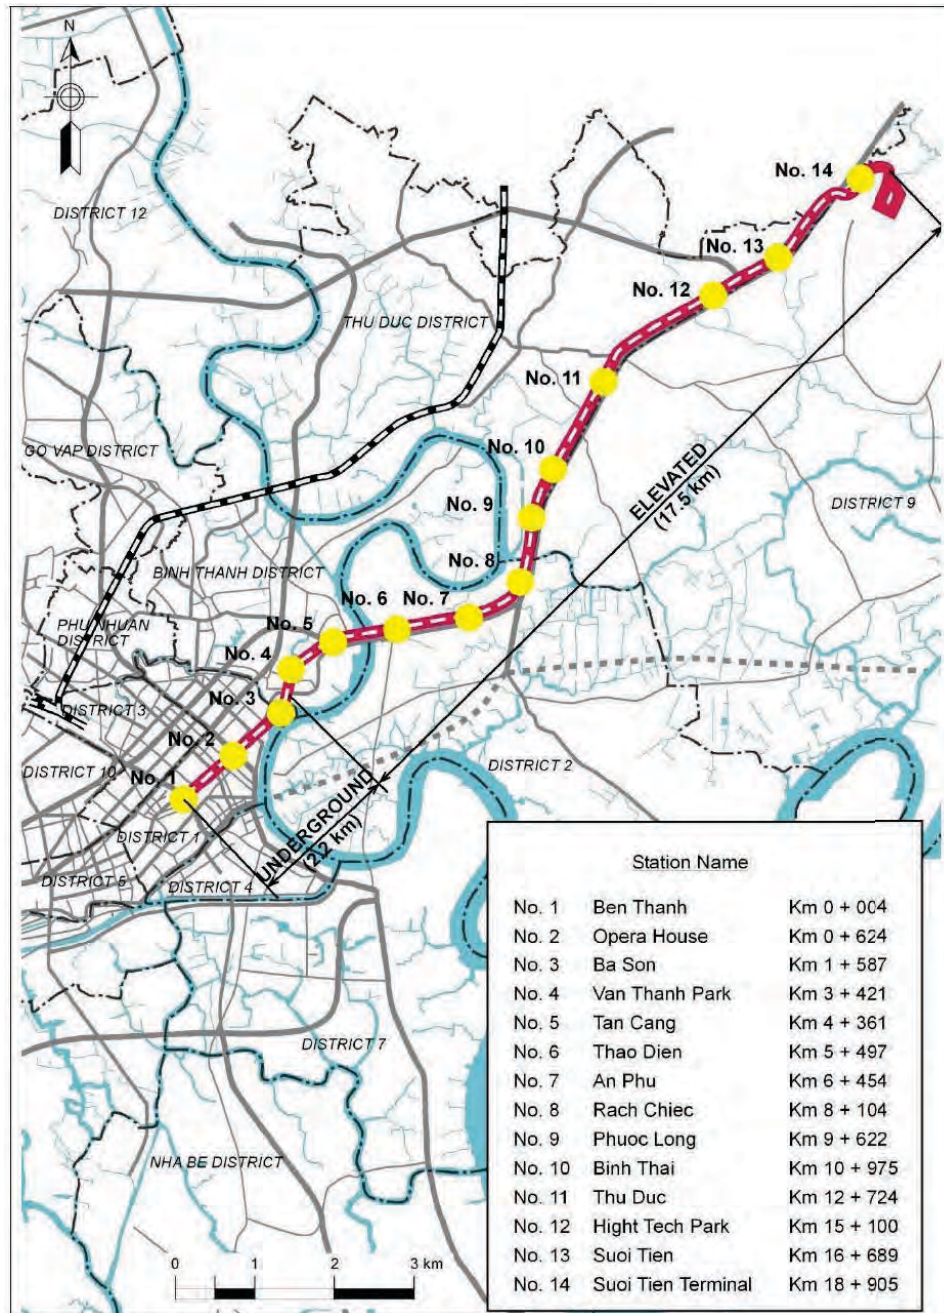 N
No. 14
DISTRICT 12
No. 13
No. 12
THU DUC DISTRICT
No. 11
No. 10
GO VAP DISTRICT
ELEVATED
(17.5 km)
No. 9
DISTRICT 9
No. 8
BINH THANH DISTRICT
No. 6
No. 7
PHU NHUAN
DISTRICT
No. 5
No. 4
No. 3
DISTRICT 3
No. 2
DISTRICT 10
No. 1
DISTRICT 2
UNDERGROUND
(2.2 km)
DISTRICT 1
DISTRICT 5
DISTRICT 4
Station Name
No. 1 Ben Thanh Km 0 + 004
No. 2 Opera House Km 0 + 624
No. 3 Ba Son Km 1 + 587
No. 4 Van Thanh Park Km 3 + 421
No. 5 Tan Cang Km 4 + 361
No. 6 Thao Dien Km 5 + 497
No. 7 An Phu Km 6 + 454
No. 8 Rach Chiec Km 8 + 104
No. 9 Phuoc Long Km 9 + 622
No. 10 Binh Thai Km 10 + 975
No. 11 Thu Duc Km 12 + 724
No. 12 Hight Tech Park Km 15 + 100
No. 13 Suoi Tien Km 16 + 689
No. 14 Suoi Tien Terminal Km 18 + 905
DISTRICT 7
NHA BE DISTRICT
0 1 2 3 km